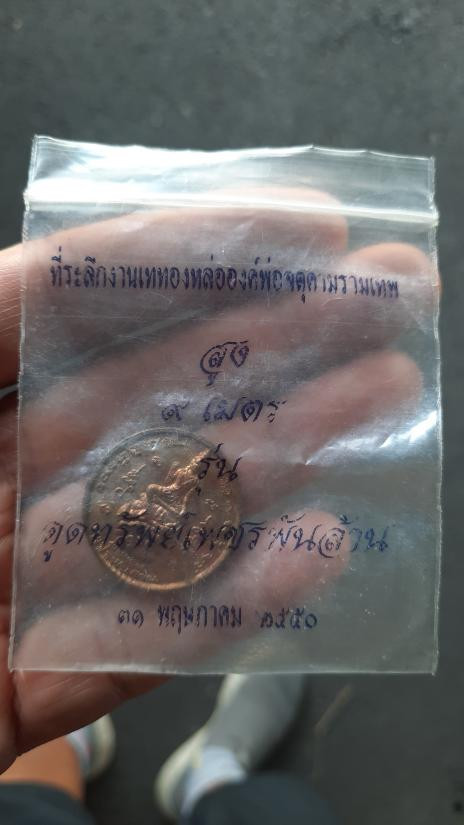 ที่ระลึกงานเททองหล่อองค์พ่อจตุคามรามเทพ
สูง
๙ เมตร
รุ่น
ดูดทรัพย์เพชรพันล้าน
๓๑ พฤษภาคม ๒๕๕๐